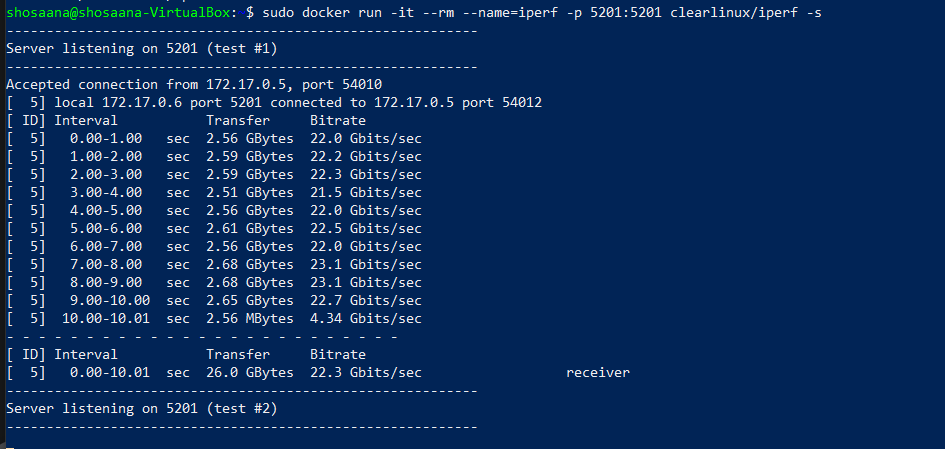 shosaana@shosaana-VirtualBox: $ sudo docker run -it --rm --name=iperf -p 5201:5201 clearlinux/iperf -s
-----------------------------------------------------------
Server listening on 5201 (test #1)
-----------------------------------------------------------
Accepted connection from 172.17.0.5, port 54010
[  5] local 172.17.0.6 port 5201 connected to 172.17.0.5 port 54012
[ ID] Interval           Transfer     Bitrate
[  5]   0.00-1.00   sec  2.56 GBytes  22.0 Gbits/sec
[  5]   1.00-2.00   sec  2.59 GBytes  22.2 Gbits/sec
[  5]   2.00-3.00   sec  2.59 GBytes  22.3 Gbits/sec
[  5]   3.00-4.00   sec  2.51 GBytes  21.5 Gbits/sec
[  5]   4.00-5.00   sec  2.56 GBytes  22.0 Gbits/sec
[  5]   5.00-6.00   sec  2.61 GBytes  22.5 Gbits/sec
[  5]   6.00-7.00   sec  2.56 GBytes  22.0 Gbits/sec
[  5]   7.00-8.00   sec  2.68 GBytes  23.1 Gbits/sec
[  5]   8.00-9.00   sec  2.68 GBytes  23.1 Gbits/sec
[  5]   9.00-10.00  sec  2.65 GBytes  22.7 Gbits/sec
[  5]  10.00-10.01  sec  2.56 MBytes  4.34 Gbits/sec
- - - - - - - - - - - - - - - - - - - - - - - - -
[ ID] Interval           Transfer     Bitrate
[  5]   0.00-10.01  sec  26.0 GBytes  22.3 Gbits/sec                  receiver
-----------------------------------------------------------
Server listening on 5201 (test #2)
-----------------------------------------------------------